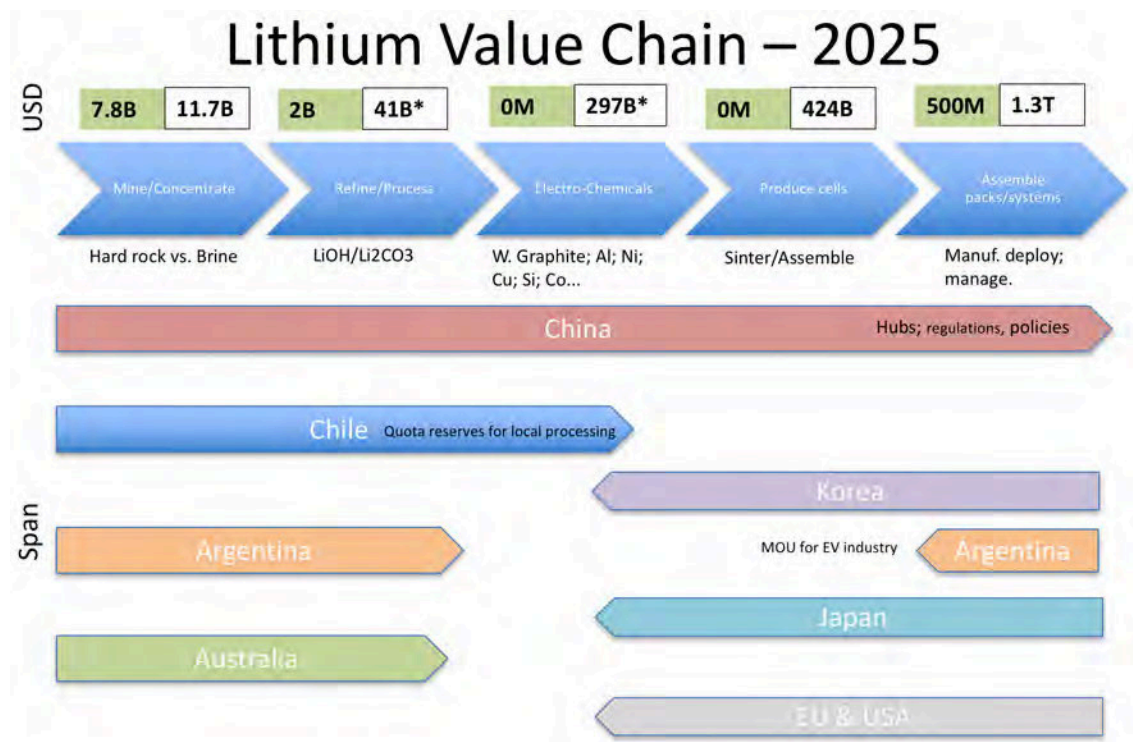 Lithium Value Chain – 2025
USD
7.8B 11.7B 2B 41B* 0M 297B* 0M 424B 500M 1.3T
Mine/Concentrate
Refine/Process
Electro-Chemicals
Produce cells
Assemble
packs/systems
Hard rock vs. Brine
LiOH/Li2CO3
W. Graphite; Al; Ni;
Cu; Si; Co...
Sinter/Assemble
Manuf. deploy;
manage.
China
Hubs; regulations, policies
Chile Quota reserves for local processing
Korea
Span
Argentina
MOU for EV industry
Argentina
Japan
Australia
EU & USA